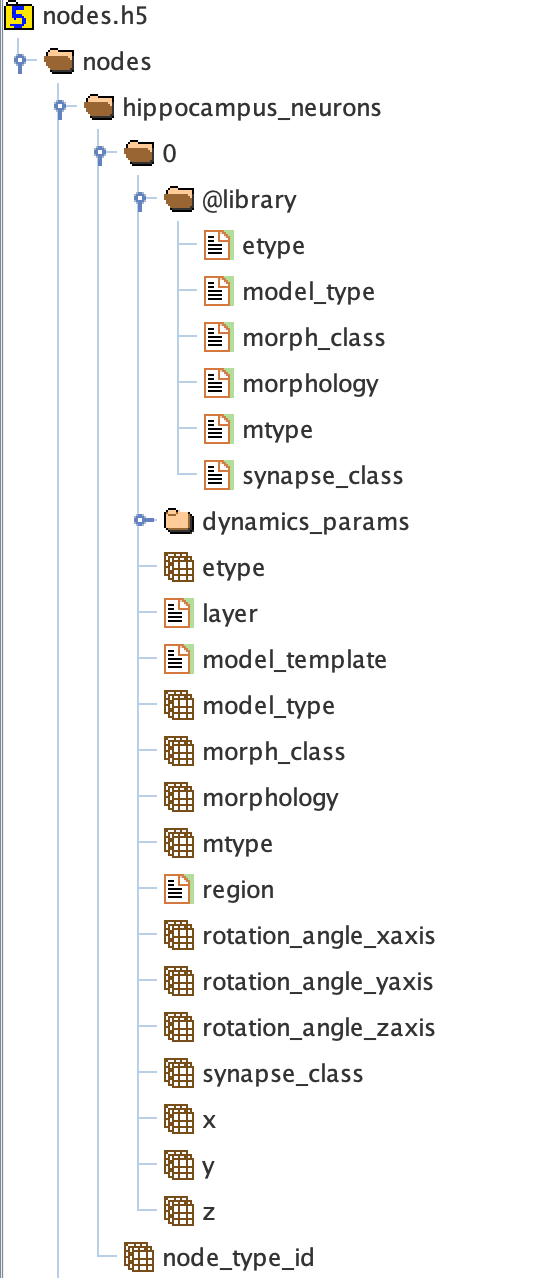 5 nodes.h5
nodes
hippocampus_neurons
0
@library
etype
model_type
morph_class
morphology
mtype
synapse_class
dynamics_params
etype
layer
model_template
model_type
morph_class
morphology
mtype
region
rotation_angle_xaxis
rotation_angle_yaxis
rotation_angle_zaxis
synapse_class
x
y
z
node_type_id